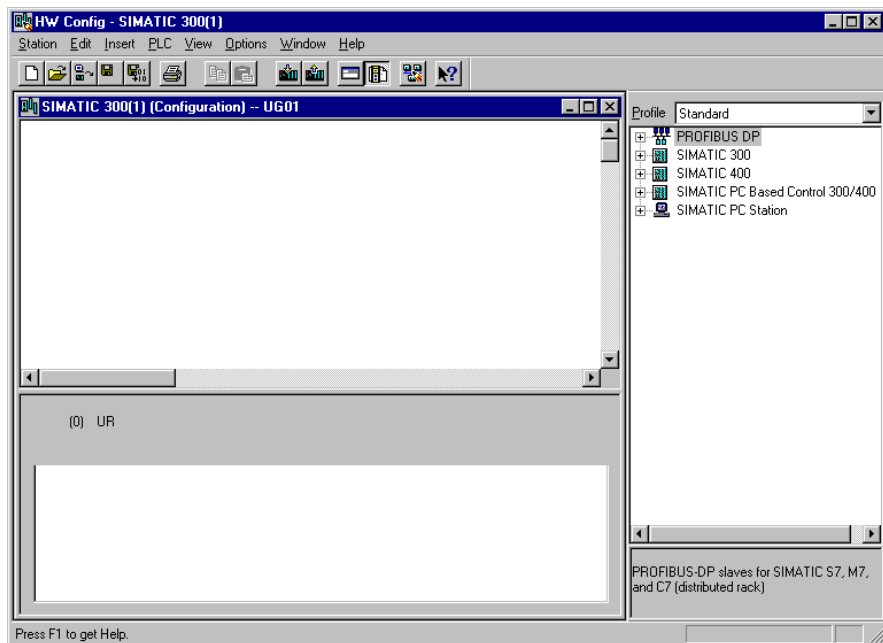 HW Config - SIMATIC 300(1)
Station Edit Insert PLC View Options Window Help
SIMATIC 300(1) (Configuration) -- UG01
Profile Standard
PROFIBUS DP
SIMATIC 300
SIMATIC 400
SIMATIC PC Based Control 300/400
SIMATIC PC Station
(0) UR
PROFIBUS-DP slaves for SIMATIC S7, M7,
and C7 (distributed rack)
Press F1 to get Help.